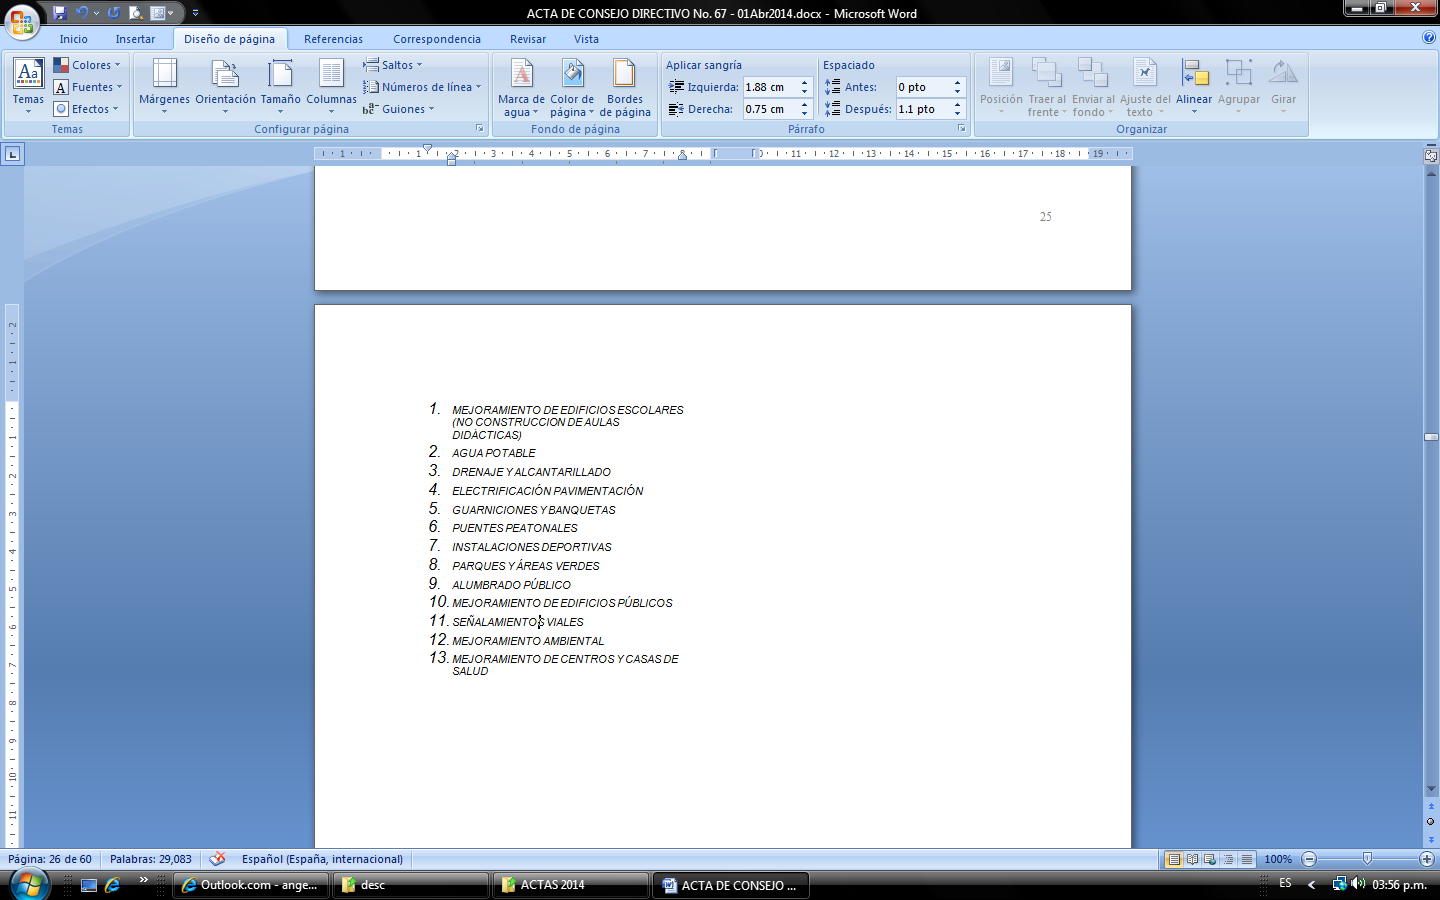 ACTA DE CONSEJO DIRECTIVO No. 67 - 01Abr2014.docx - Microsoft Word
Inicio Insertar Diseño de página Referencias Correspondencia Revisar Vista
Temas
Colores
Fuentes
Efectos
Temas
Márgenes Orientación Tamaño Columnas
Saltos
Números de línea
Guiones
Configurar página
Marca de agua
Color de página
Bordes de página
Fondo de página
Aplicar sangría
Izquierda: 1.88 cm
Derecha: 0.75 cm
Espaciado
Antes: 0 pto
Después: 1.1 pto
Párrafo
Posición
Traer al frente
Enviar al fondo
Ajuste del texto
Alinear Agrupar Girar
Organizar
25
1. MEJORAMIENTO DE EDIFICIOS ESCOLARES
(NO CONSTRUCCION DE AULAS
DIDÁCTICAS)
2. AGUA POTABLE
3. DRENAJE Y ALCANTARILLADO
4. ELECTRIFICACIÓN PAVIMENTACIÓN
5. GUARNICIONES Y BANQUETAS
6. PUENTES PEATONALES
7. INSTALACIONES DEPORTIVAS
8. PARQUES Y ÁREAS VERDES
9. ALUMBRADO PÚBLICO
10. MEJORAMIENTO DE EDIFICIOS PÚBLICOS
11. SEÑALAMIENTOS VIALES
12. MEJORAMIENTO AMBIENTAL
13. MEJORAMIENTO DE CENTROS Y CASAS DE
SALUD
Página: 26 de 60 Palabras: 29,083 Español (España, internacional) 100%
Outlook.com - ange... desc ACTAS 2014 ACTA DE CONSEJO ... ES 03:56 p.m.